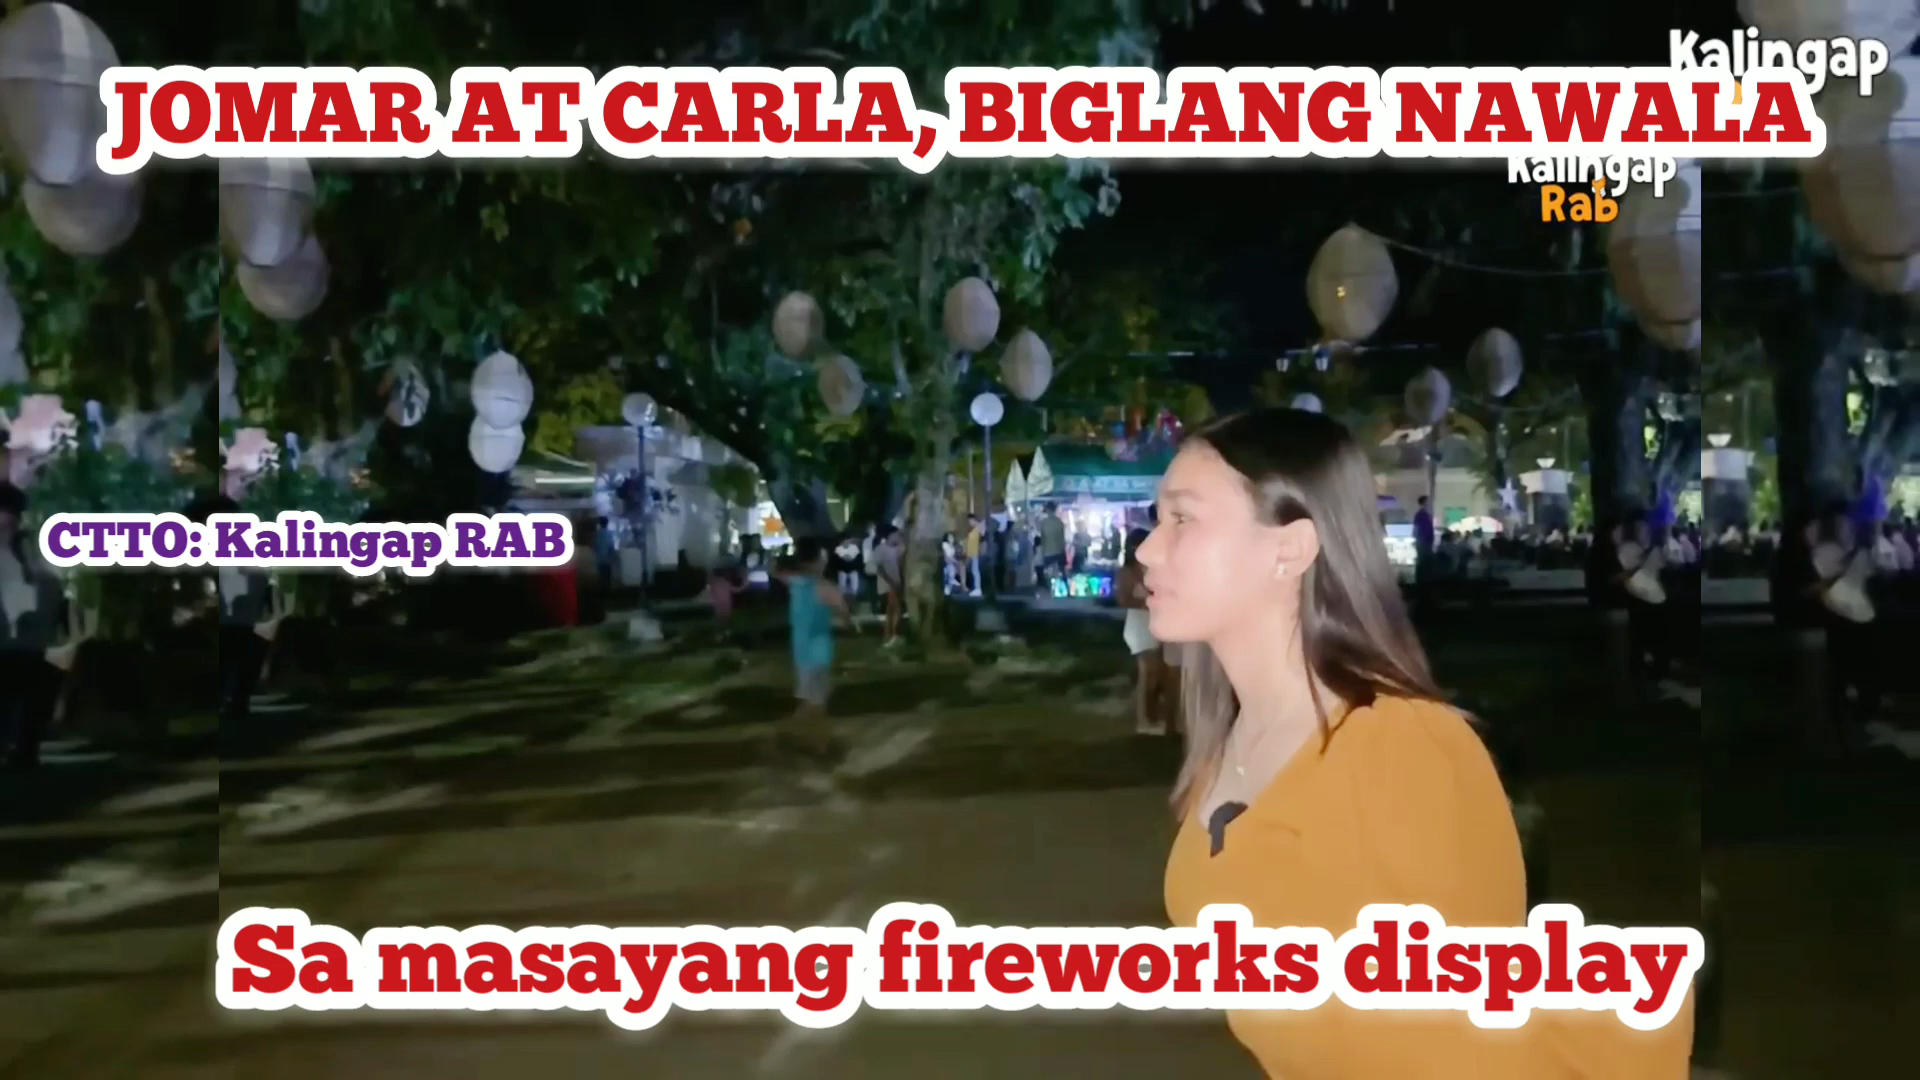 Kalingap
JOMAR AT CARLA, BIGLANG NAWALA
Kalingap
Rab
CTTO: Kalingap RAB
Sa masayang fireworks display